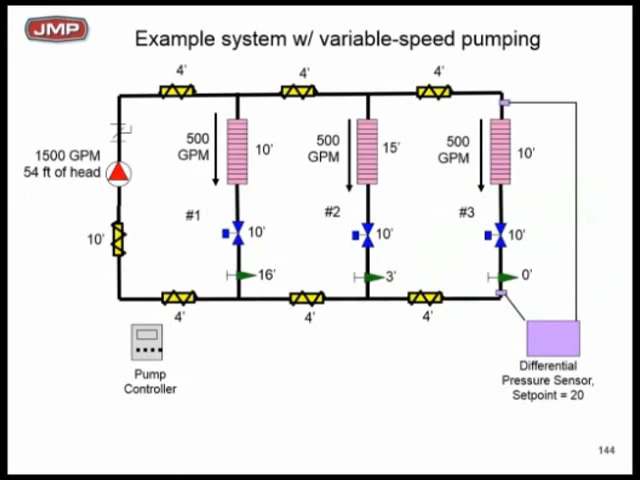 JMP
Example system w/ variable-speed pumping
4'
4'
4'
500
GPM
10'
500
GPM
15'
500
GPM
10'
1500 GPM
54 ft of head
#1
#2
#3
10'
10'
10'
10'
16'
3'
0'
4'
4'
4'
Pump
Controller
Differential
Pressure Sensor,
Setpoint = 20
144